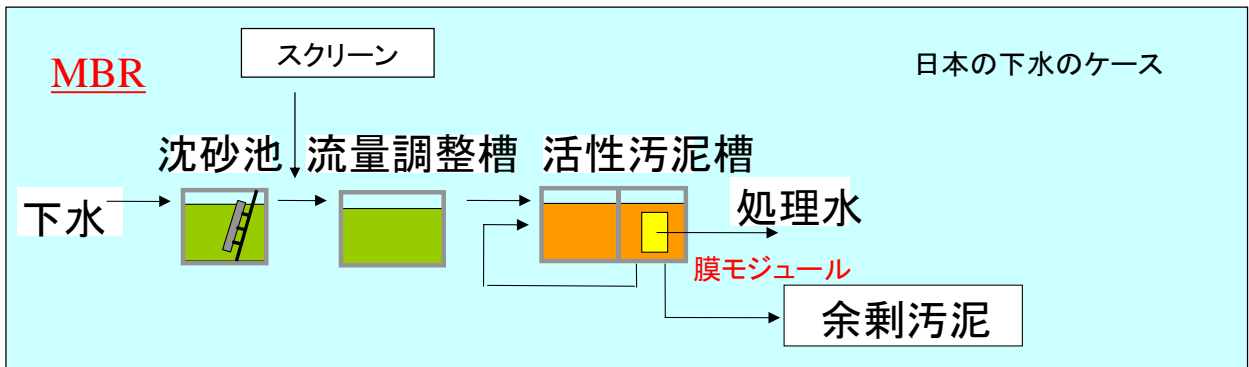 スクリーン
日本の下水のケース
MBR
沈砂池
流量調整槽
活性汚泥槽
下水
処理水
膜モジュール
余剰汚泥